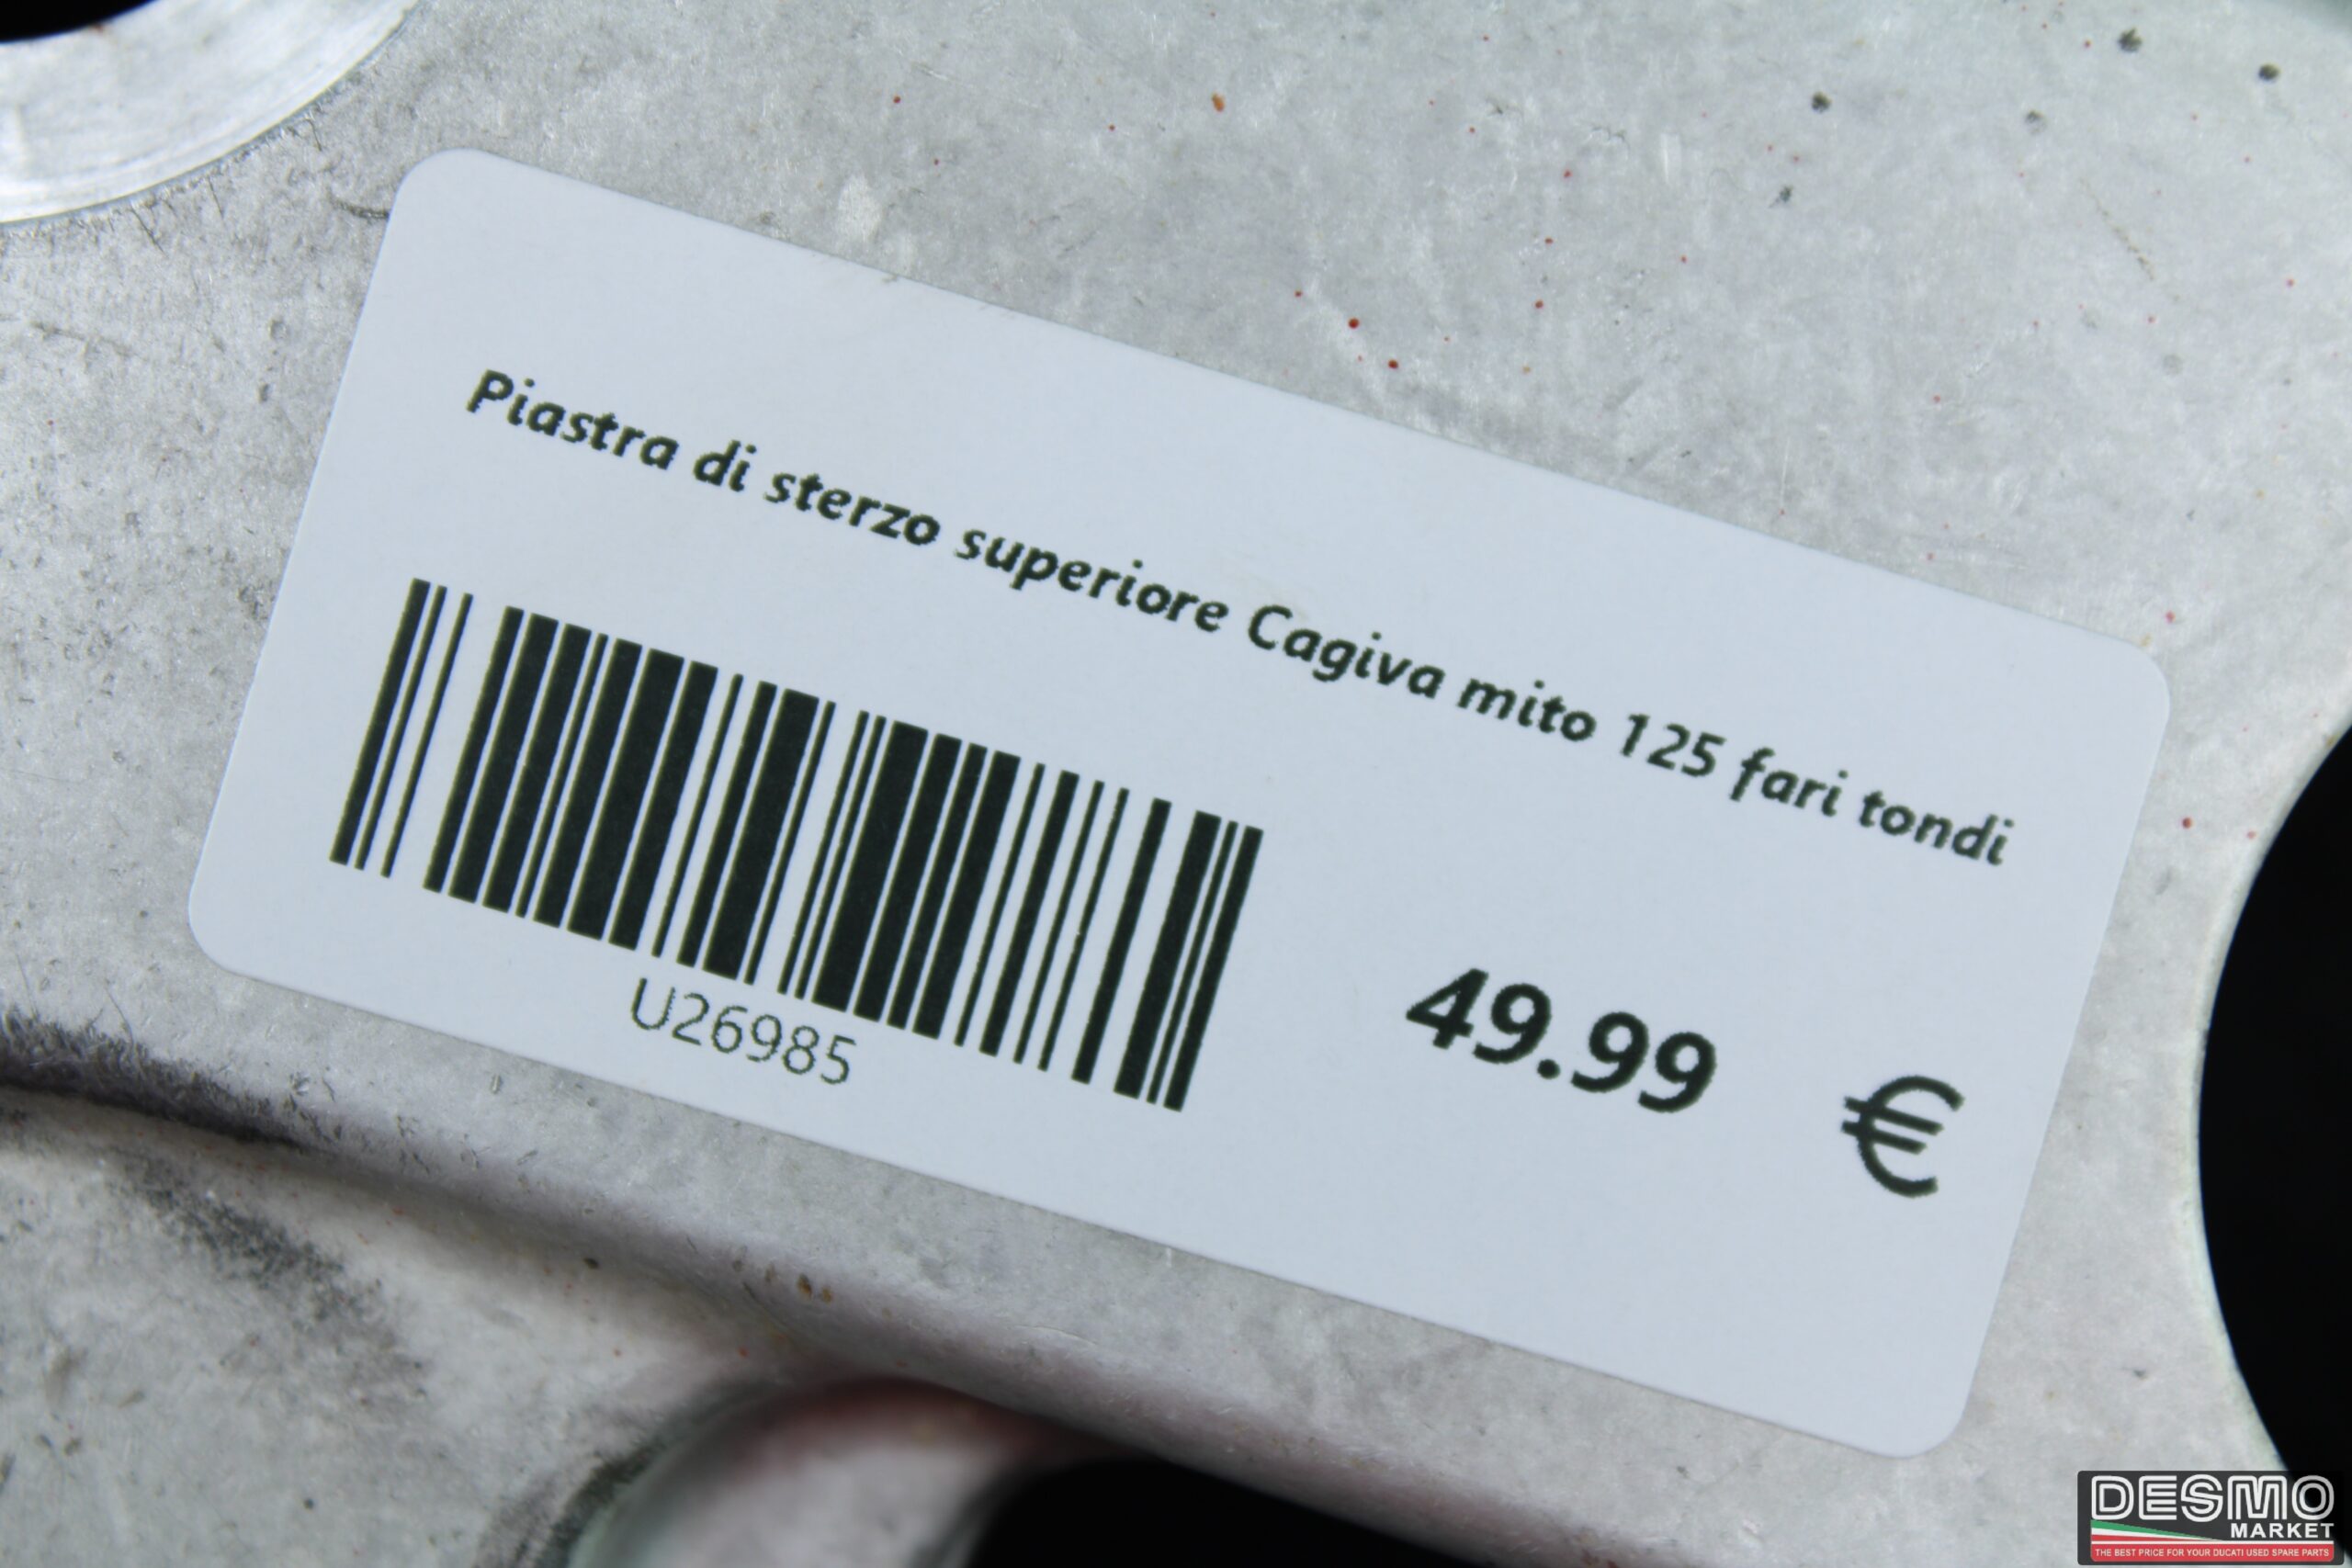 Piastra di sterzo superiore Cagiva mito 125 fari tondi
U26985
49.99 €
DESMO
MARKET
THE BEST PRICE FOR YOUR DUCATI USED SPARE PARTS